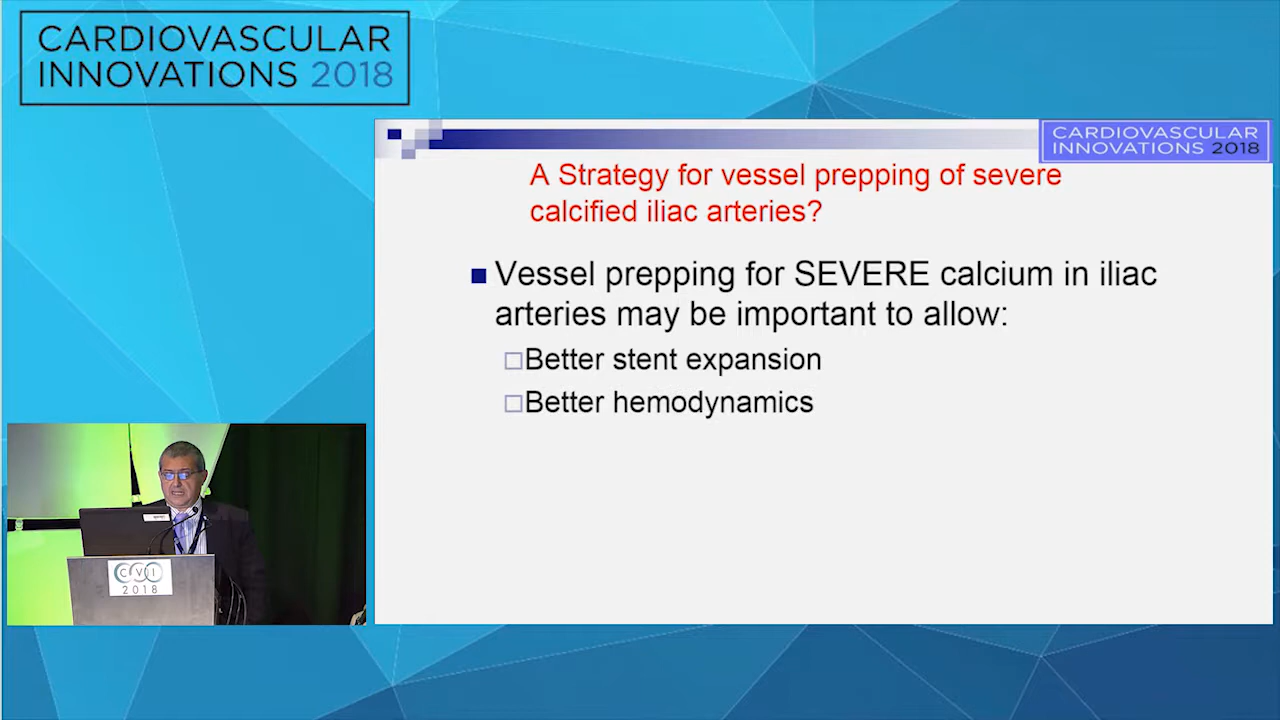 CARDIOVASCULAR
INNOVATIONS 2018
CARDIOVASCULAR
INNOVATIONS 2018
A Strategy for vessel prepping of severe
calcified iliac arteries?
Vessel prepping for SEVERE calcium in iliac
arteries may be important to allow:
Better stent expansion
Better hemodynamics
CVI
2018